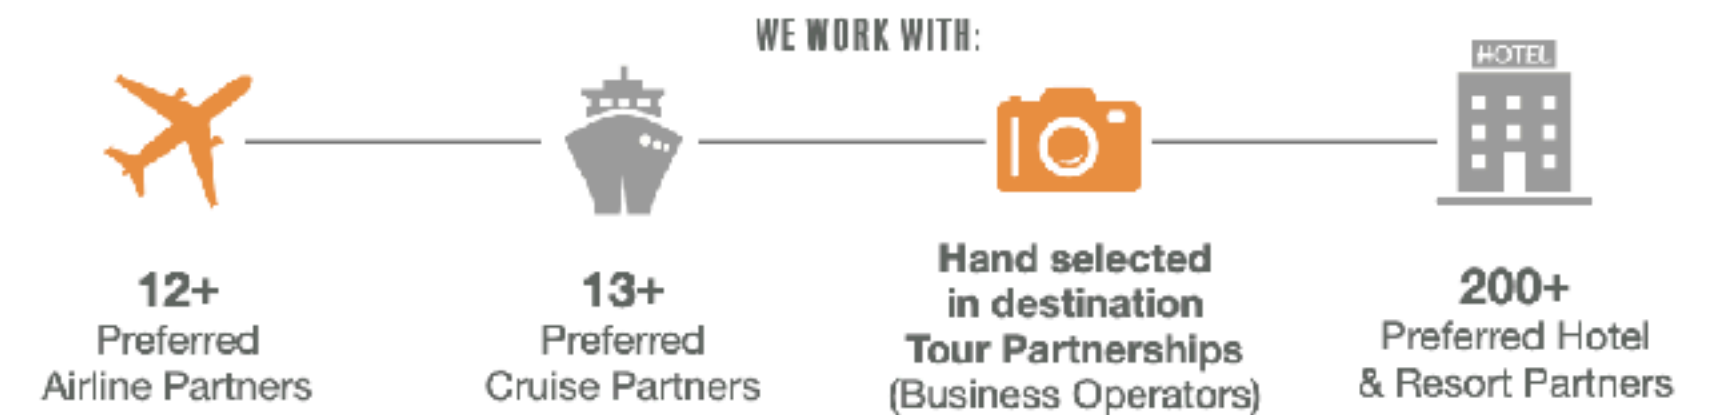 WE WORK WITH:
HOTEL
12+
Preferred
Airline Partners
13+
Preferred
Cruise Partners
Hand selected
in destination
Tour Partnerships
(Business Operators)
200+
Preferred Hotel
& Resort Partners